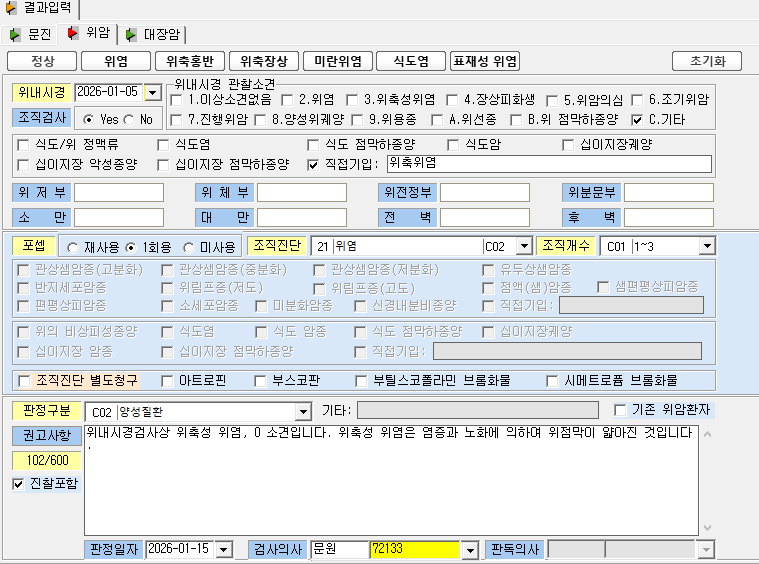 결과입력
문진 위암 대장암
정상 위염 위축홍반 위축장상 미란위염 식도염 표재성 위염 초기화
위내시경 관찰소견
위내시경 2026-01-05 1.이상소견없음 2.위염 3.위축성위염 4.장상피화생 5.위암의심 6.조기위암
조직검사 Yes No 7.진행위암 8.양성위궤양 9.위용종 A.위선종 B.위 점막하종양 C.기타
식도/위 정맥류 식도염 식도 점막하종양 식도암 십이지장궤양
십이지장 악성종양 십이지장 점막하종양 직접기입: 위축위염
위 저 부 위 체 부 위전정부 위분문부
소 만 대 만 전 벽 후 벽
포셉 재사용 1회용 미사용 조직진단 21 위염 C02 조직개수 C01 1~3
관상샘암종(고분화) 관상샘암종(중분화) 관상샘암종(저분화) 유두상샘암종
반지세포암종 위림프종(저도) 위림프종(고도) 점액(샘)암종 샘편평상피암종
편평상피암종 소세포암종 미분화암종 신경내분비종양 직접기입:
위의 비상피성종양 식도염 식도 암종 식도 점막하종양 십이지장궤양
십이지장 암종 십이지장 점막하종양 직접기입:
조직진단 별도청구 아트로핀 부스코판 부틸스코폴라민 브롬화물 시메트로퓸 브롬화물
판정구분 C02 양성질환 기타: 기존 위암환자
권고사항 위내시경검사상 위축성 위염, 0 소견입니다. 위축성 위염은 염증과 노화에 의하여 위점막이 얇아진 것입니다
.
102/600
진찰포함
판정일자 2026-01-15 검사의사 문원 72133 판독의사